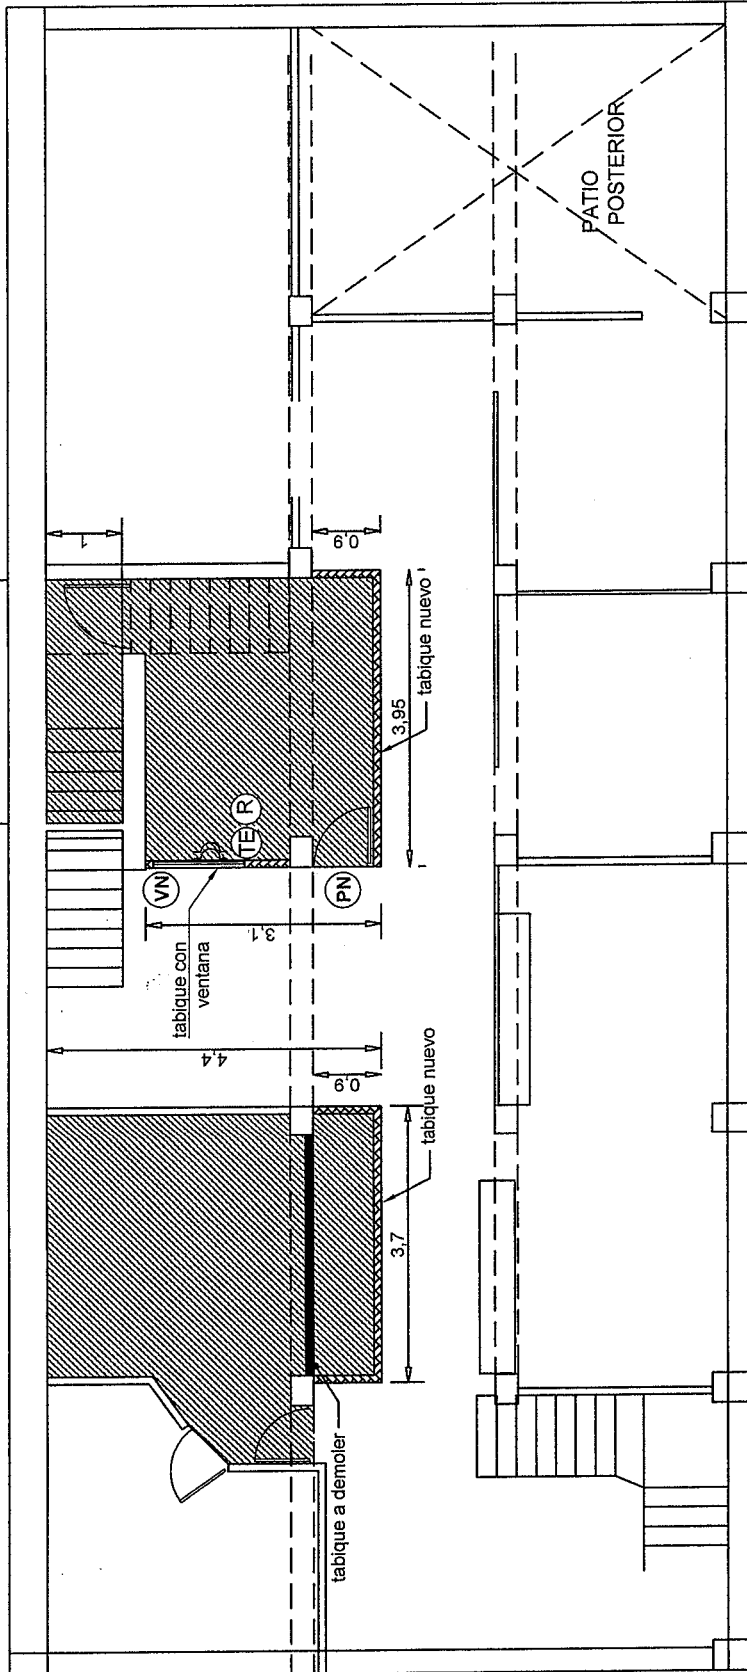 PATIO
POSTERIOR
1
0,9
tabique nuevo
3,95
TE
R
VN
PN
3,1
tabique con
ventana
4,4
0,9
tabique nuevo
3,7
tabique a demoler